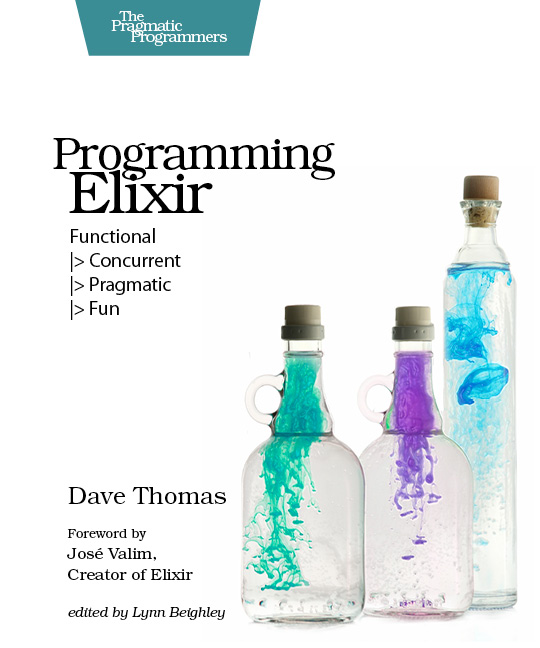 The
Pragmatic
Programmers
Programming
Elixir
Functional
|> Concurrent
|> Pragmatic
|> Fun
Dave Thomas
Foreword by
José Valim,
Creator of Elixir
edited by Lynn Beighley